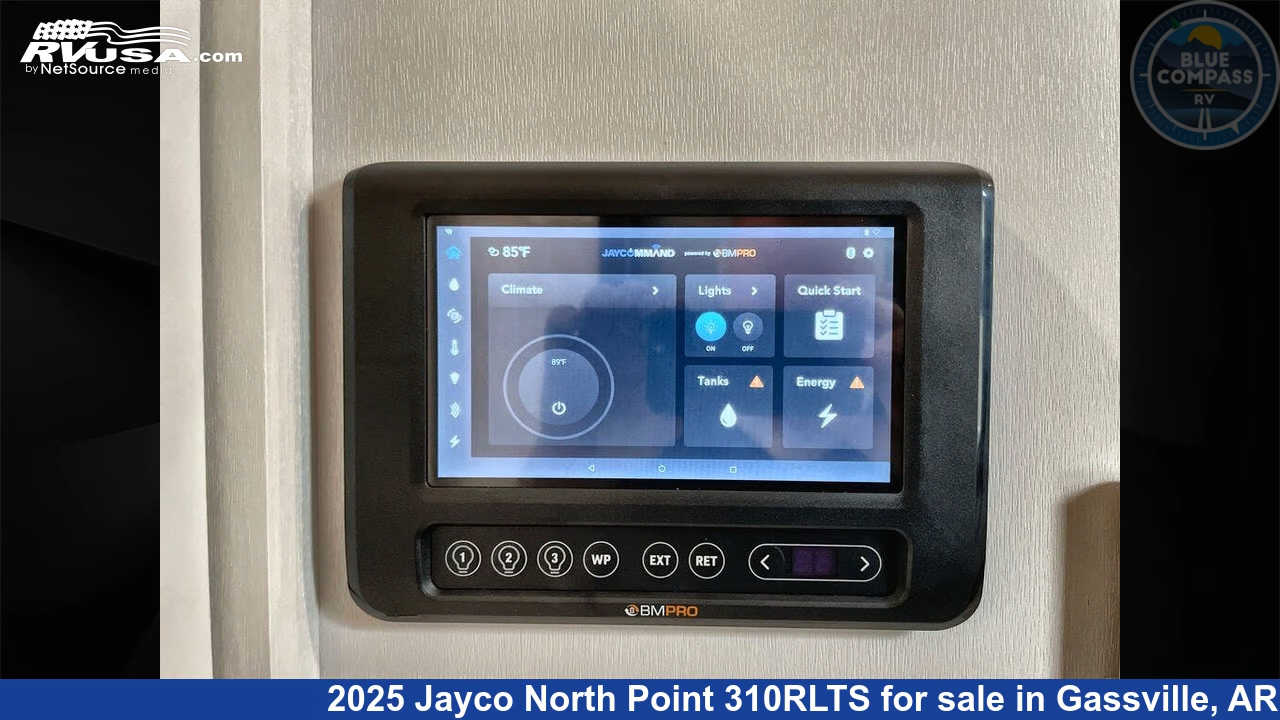 RVUSA.com
by NetSource media
BLUE
COMPASS
RV
85°F
JAYCOMMAND powered by BMPRO
Climate
Lights
Quick Start
ON
OFF
89°F
Tanks
Energy
1 2 3 WP EXT RET
BMPRO
2025 Jayco North Point 310RLTS for sale in Gassville, AR